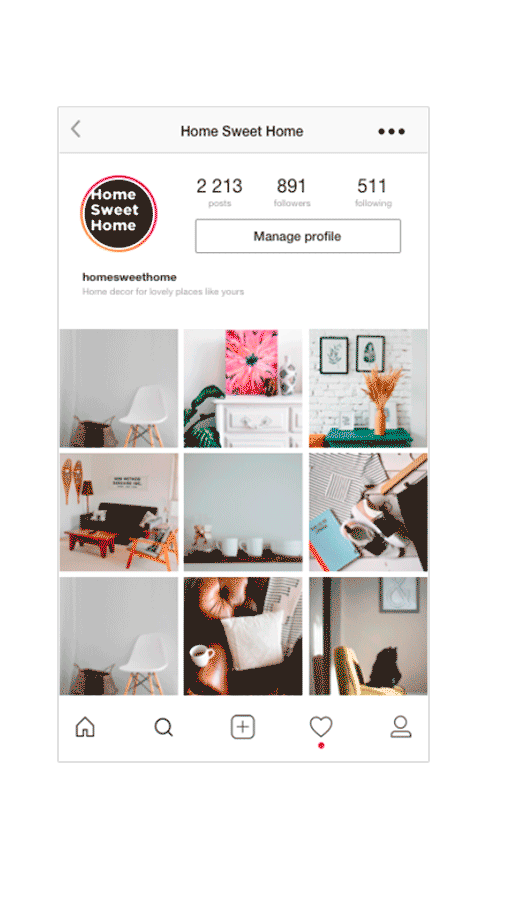 Home Sweet Home
Home
Sweet
Home
2 213 891 511
posts followers following
Manage profile
homesweethome
Home decor for lovely places like yours